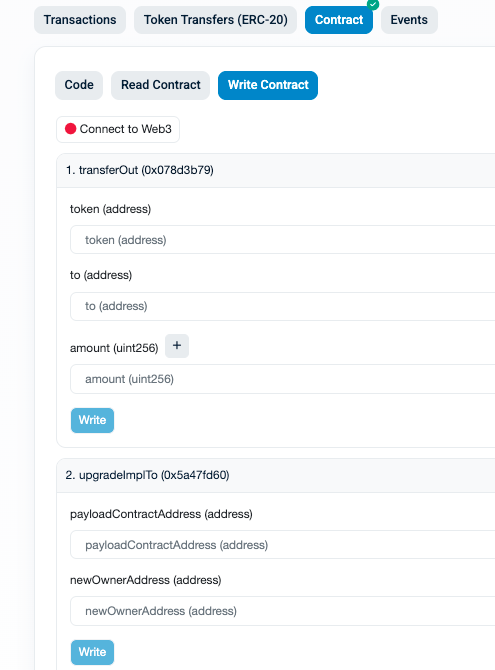 Transactions Token Transfers (ERC-20) Contract Events
Code Read Contract Write Contract
Connect to Web3
1. transferOut (0x078d3b79)
token (address)
token (address)
to (address)
to (address)
amount (uint256) +
amount (uint256)
Write
2. upgradeImplTo (0x5a47fd60)
payloadContractAddress (address)
payloadContractAddress (address)
newOwnerAddress (address)
newOwnerAddress (address)
Write